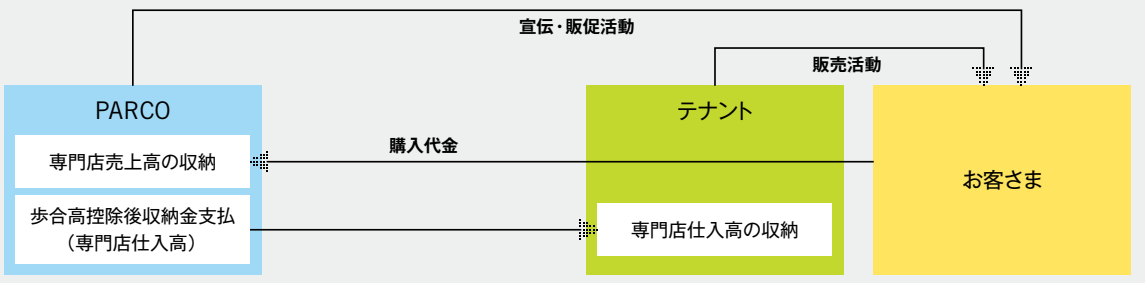 宣伝・販促活動
販売活動
PARCO
テナント
購入代金
専門店売上高の収納
お客さま
歩合高控除後収納金支払
（専門店仕入高）
専門店仕入高の収納